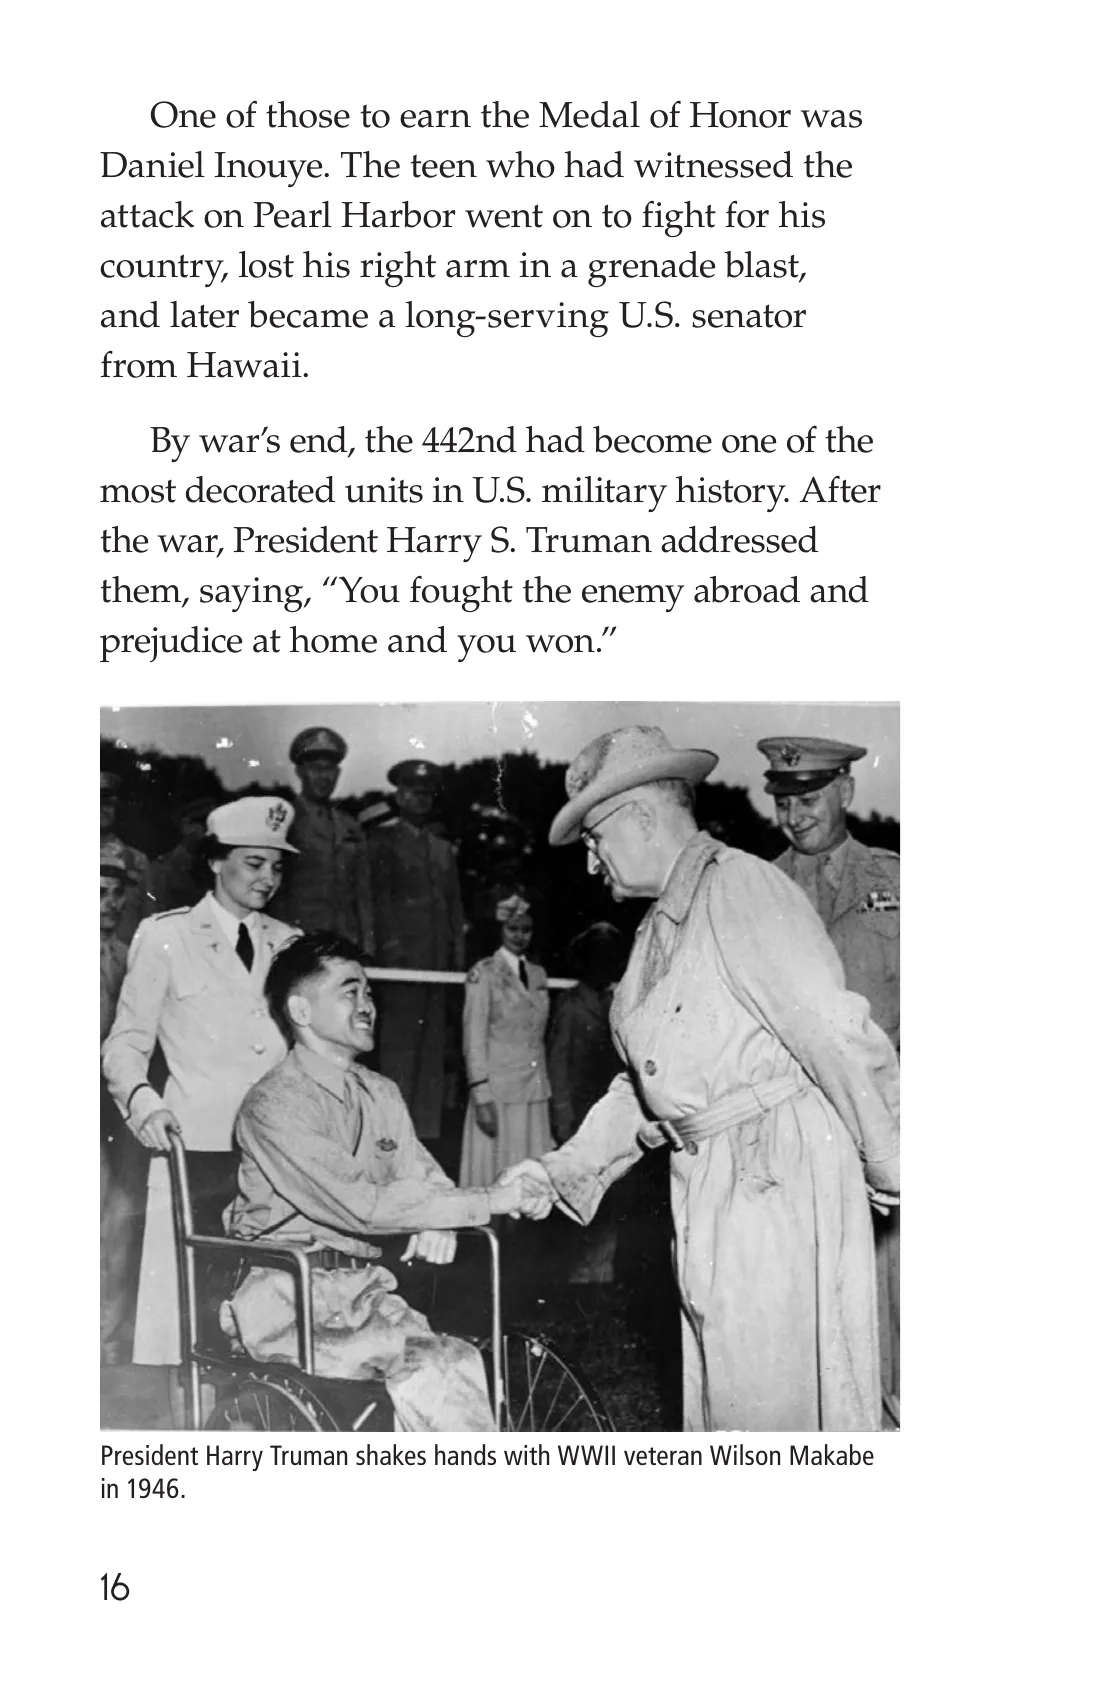 One of those to earn the Medal of Honor was
Daniel Inouye. The teen who had witnessed the
attack on Pearl Harbor went on to fight for his
country, lost his right arm in a grenade blast,
and later became a long-serving U.S. senator
from Hawaii.
By war’s end, the 442nd had become one of the
most decorated units in U.S. military history. After
the war, President Harry S. Truman addressed
them, saying, “You fought the enemy abroad and
prejudice at home and you won.”
President Harry Truman shakes hands with WWII veteran Wilson Makabe
in 1946.
16